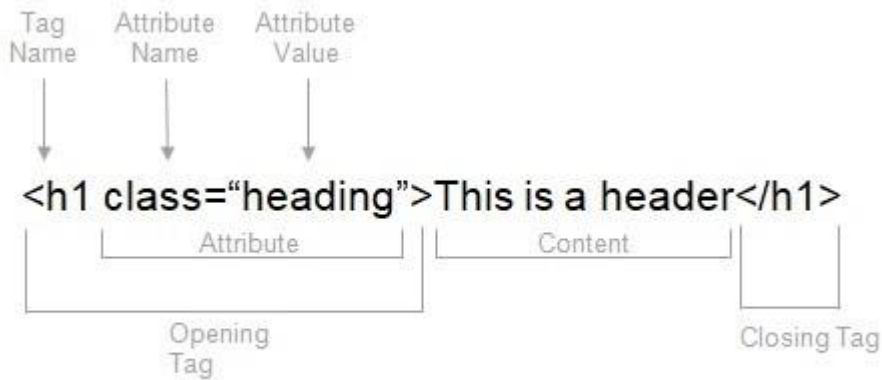 Tag
Name
Attribute
Name
Attribute
Value
<h1 class=“heading”>This is a header</h1>
Attribute
Content
Opening
Tag
Closing Tag